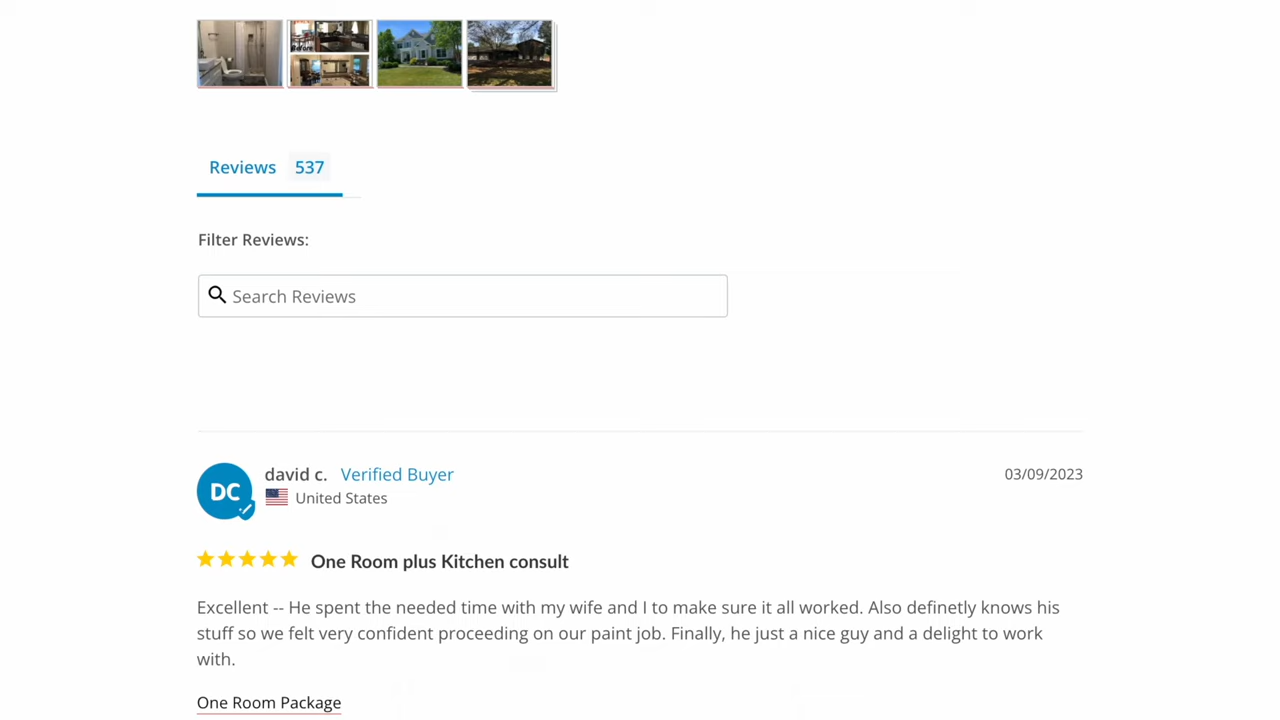 Before
Reviews 537
Filter Reviews:
Search Reviews
DC
david c. Verified Buyer 03/09/2023
United States
One Room plus Kitchen consult
Excellent -- He spent the needed time with my wife and I to make sure it all worked. Also definetly knows his
stuff so we felt very confident proceeding on our paint job. Finally, he just a nice guy and a delight to work
with.
One Room Package